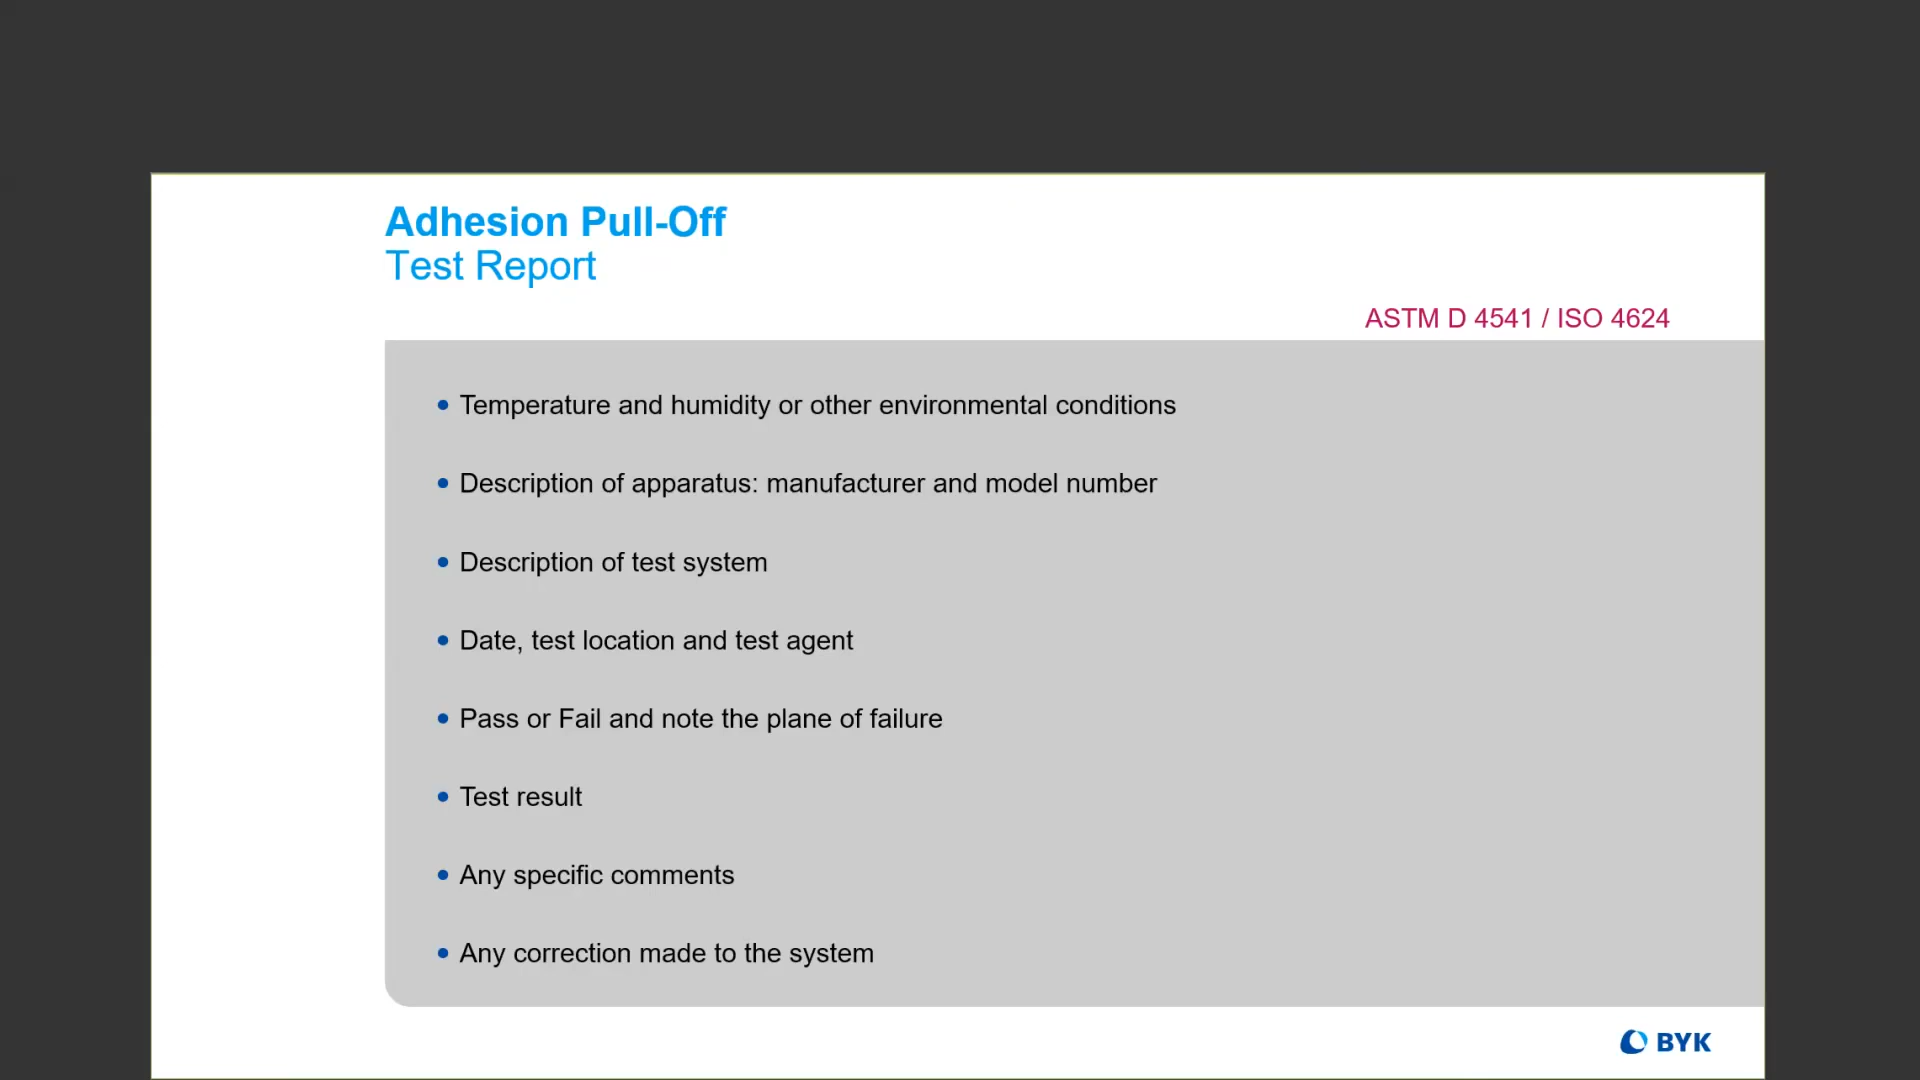 Adhesion Pull-Off
Test Report
ASTM D 4541 / ISO 4624
• Temperature and humidity or other environmental conditions
• Description of apparatus: manufacturer and model number
• Description of test system
• Date, test location and test agent
• Pass or Fail and note the plane of failure
• Test result
• Any specific comments
• Any correction made to the system
BYK